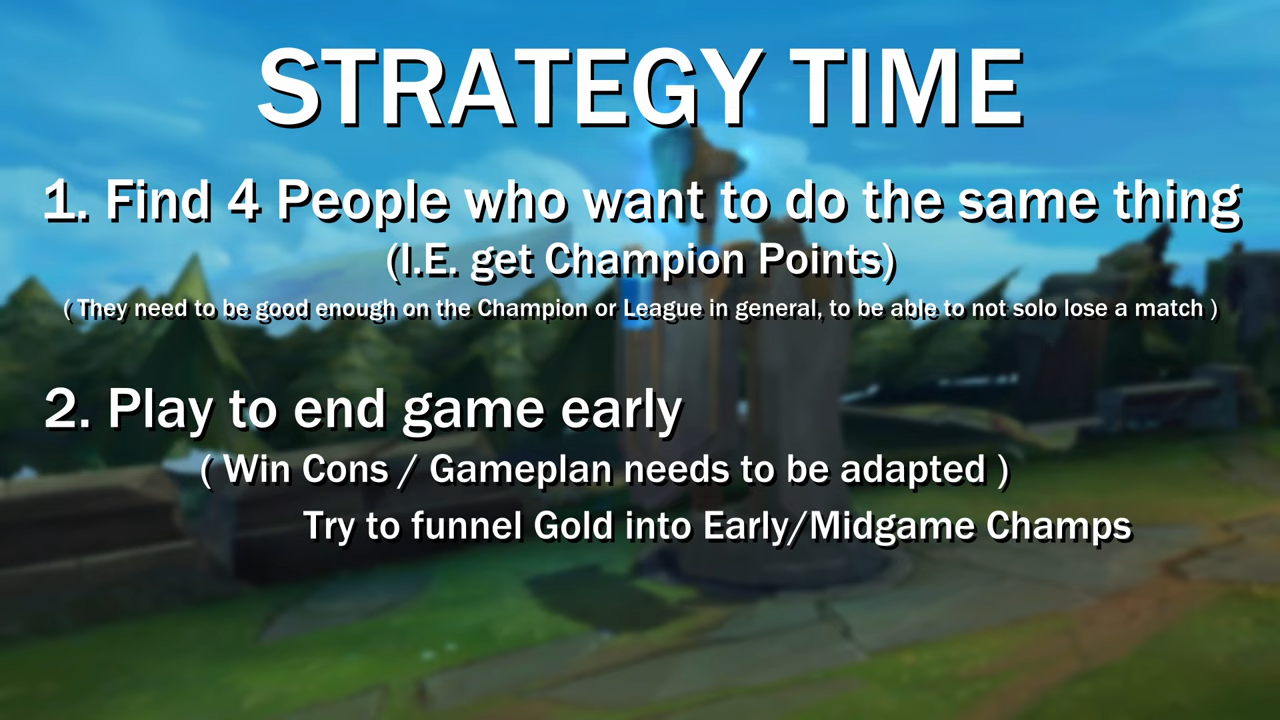 STRATEGY TIME
1. Find 4 People who want to do the same thing
(I.E. get Champion Points)
( They need to be good enough on the Champion or League in general, to be able to not solo lose a match )
2. Play to end game early
( Win Cons / Gameplan needs to be adapted )
Try to funnel Gold into Early/Midgame Champs